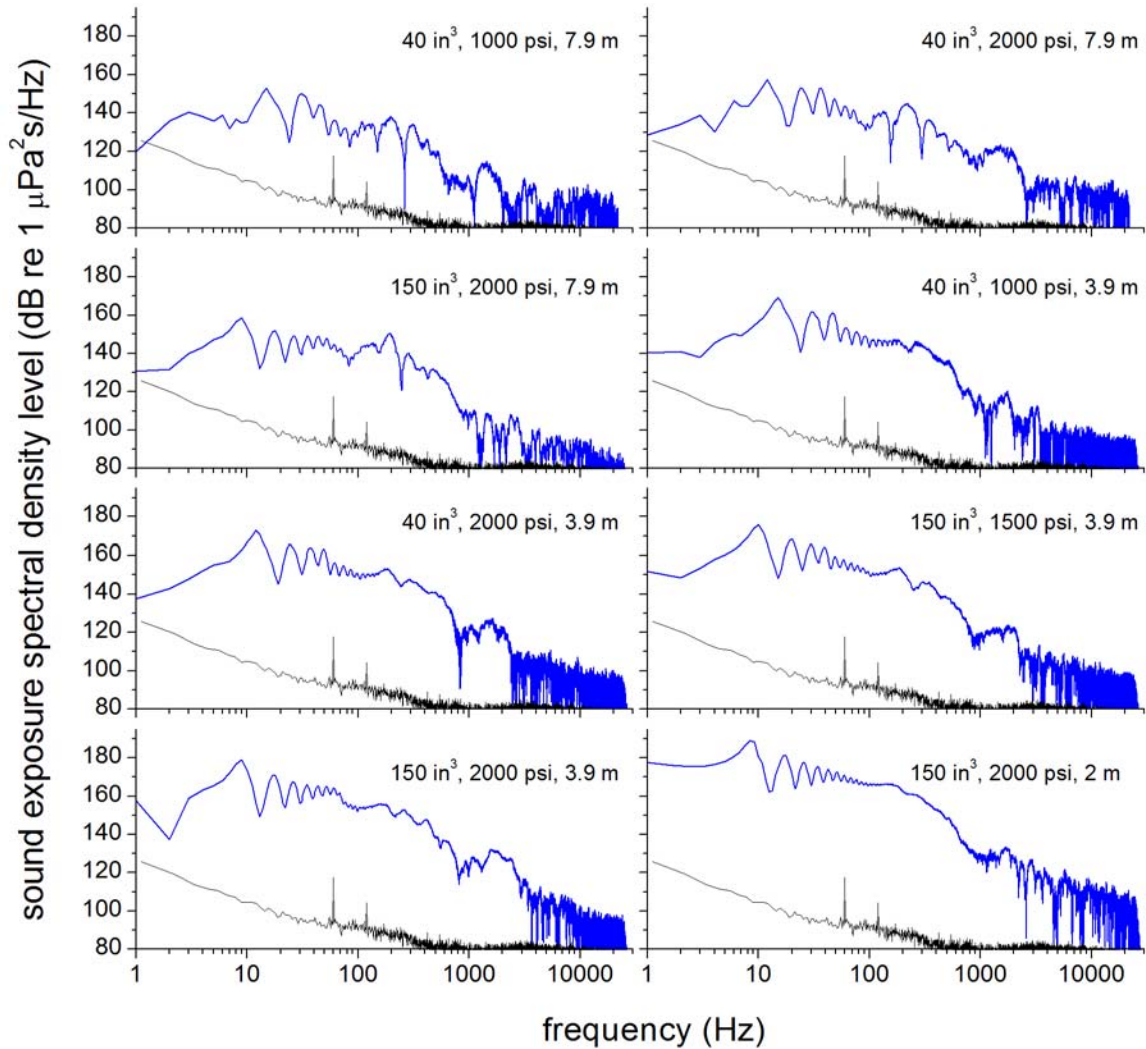 sound exposure spectral density level (dB re 1 μPa²s/Hz)
180
160
140
120
100
80
40 in³, 1000 psi, 7.9 m
40 in³, 2000 psi, 7.9 m
180
160
140
120
100
80
150 in³, 2000 psi, 7.9 m
40 in³, 1000 psi, 3.9 m
180
160
140
120
100
80
40 in³, 2000 psi, 3.9 m
150 in³, 1500 psi, 3.9 m
180
160
140
120
100
80
150 in³, 2000 psi, 3.9 m
150 in³, 2000 psi, 2 m
1 10 100 1000 10000
1 10 100 1000 10000
frequency (Hz)